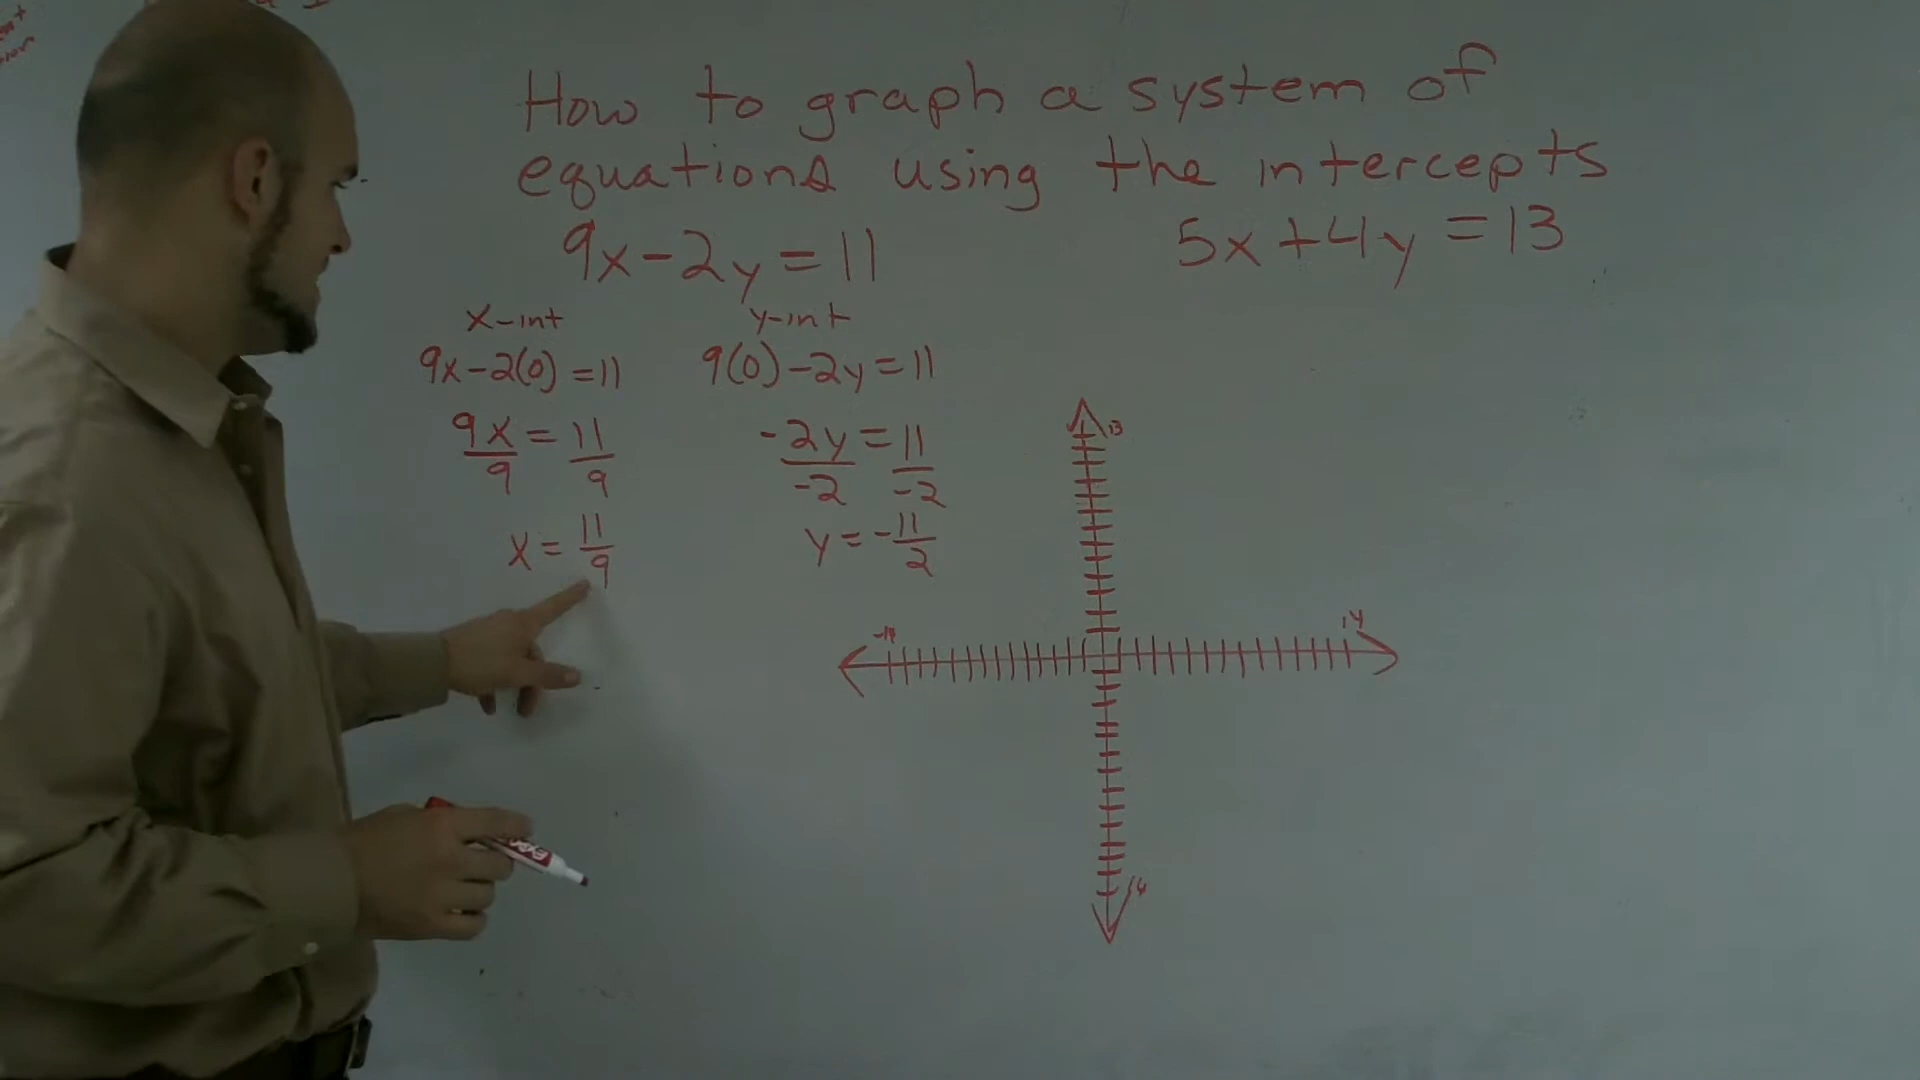 How to graph a system of
equations using the intercepts
9x-2y=11
5x+4y=13
x-int
y-int
9x-2(0)=11
9(0)-2y=11
9x/9 = 11/9
-2y/-2 = 11/-2
x = 11/9
y = -11/2
13
-14
14